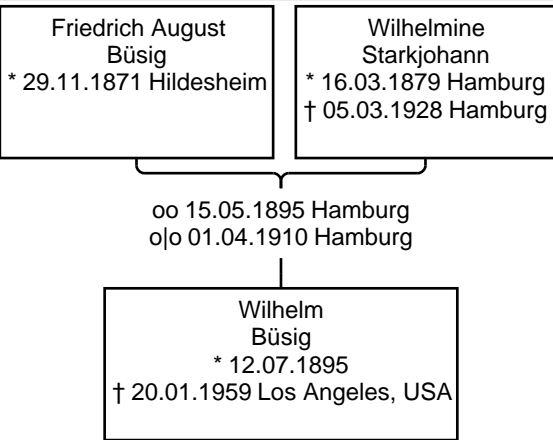 Friedrich August
Büsig
* 29.11.1871 Hildesheim
Wilhelmine
Starkjohann
* 16.03.1879 Hamburg
† 05.03.1928 Hamburg
oo 15.05.1895 Hamburg
o|o 01.04.1910 Hamburg
Wilhelm
Büsig
* 12.07.1895
† 20.01.1959 Los Angeles, USA